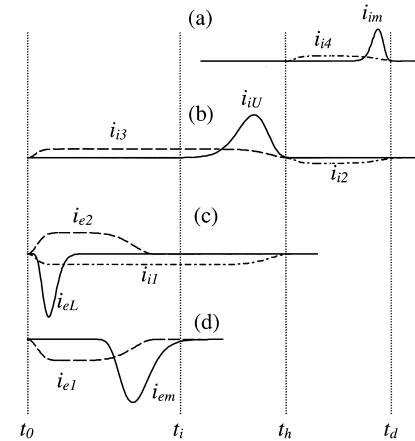 (a)
i_im
i_i4
(b)
i_iU
i_i3
i_i2
(c)
i_e2
i_i1
i_eL
(d)
i_e1
i_em
t_0 t_i t_h t_d